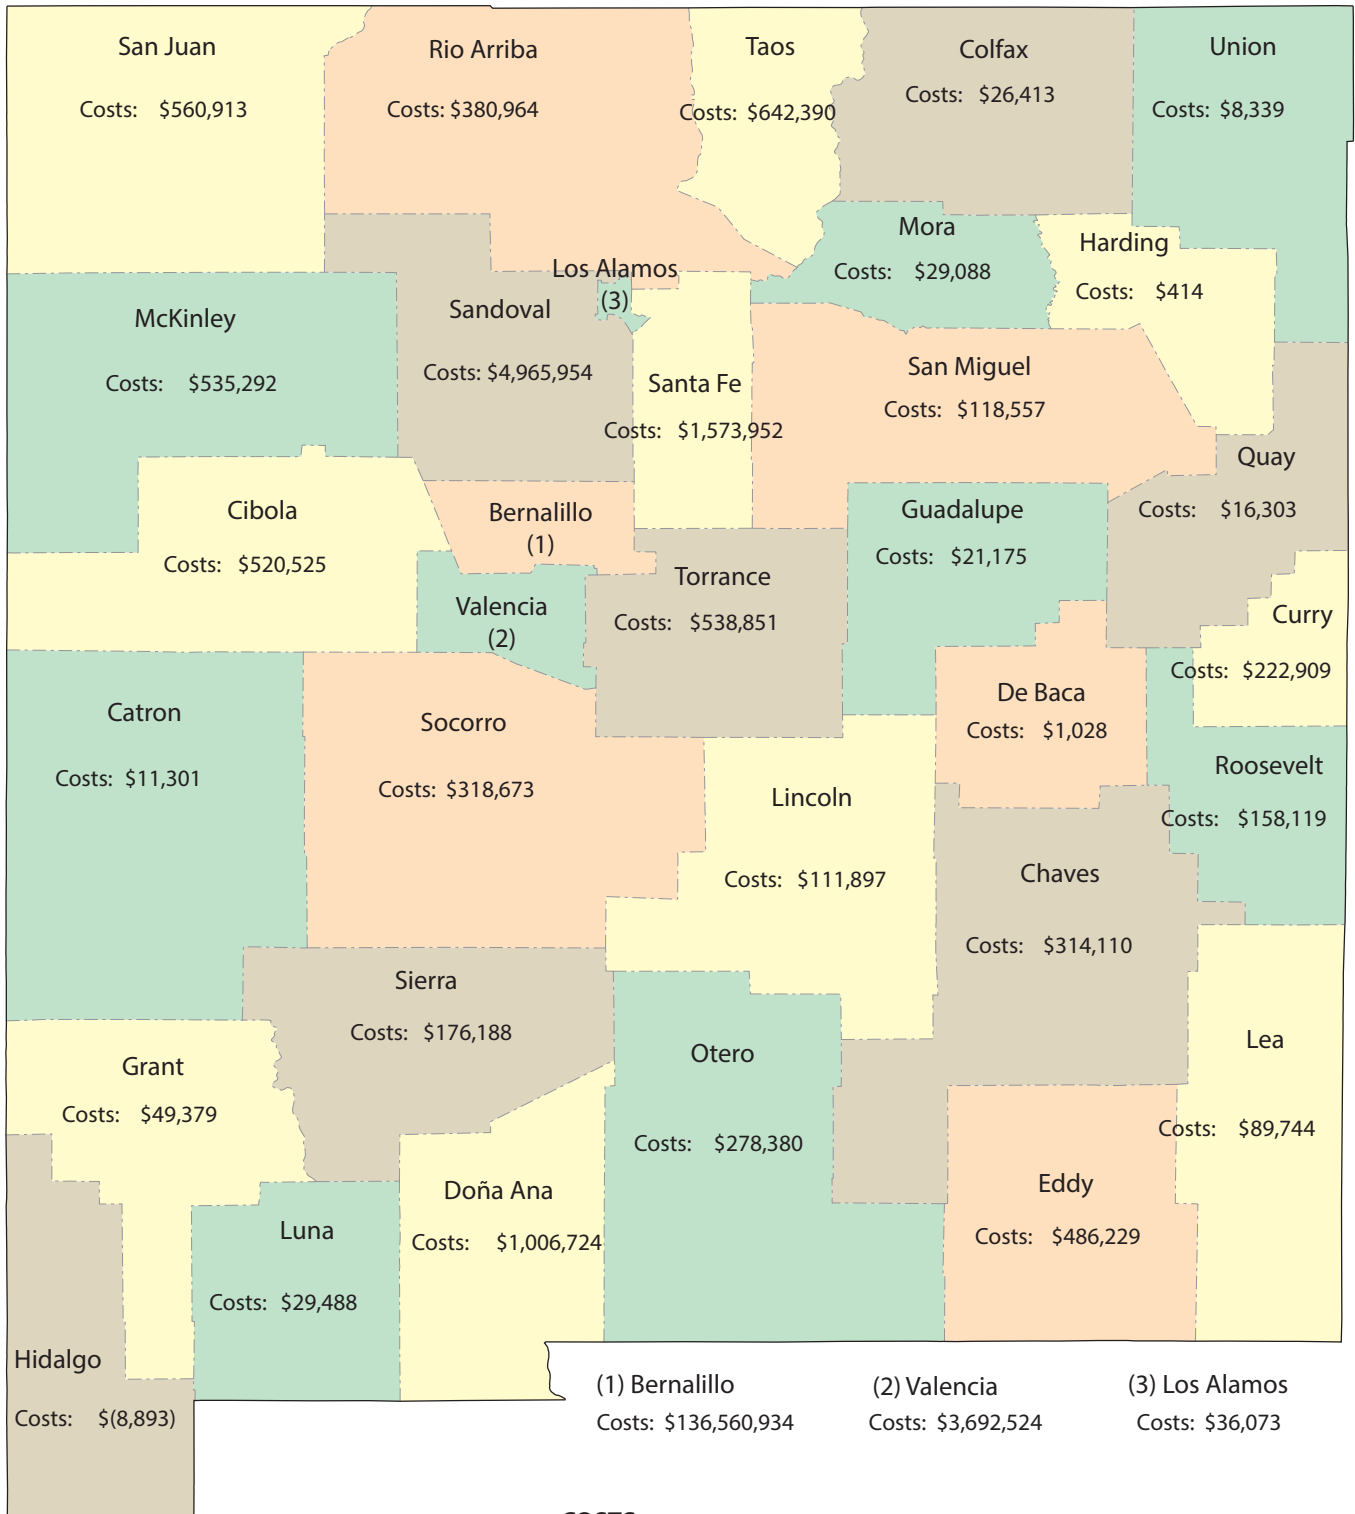 San Juan
Costs: $560,913
Rio Arriba
Costs: $380,964
Taos
Costs: $642,390
Colfax
Costs: $26,413
Union
Costs: $8,339
Mora
Costs: $29,088
Harding
Costs: $414
Los Alamos
(3)
McKinley
Costs: $535,292
Sandoval
Costs: $4,965,954
Santa Fe
Costs: $1,573,952
San Miguel
Costs: $118,557
Quay
Costs: $16,303
Cibola
Costs: $520,525
Bernalillo
(1)
Guadalupe
Costs: $21,175
Valencia
(2)
Torrance
Costs: $538,851
Curry
Costs: $222,909
Catron
Costs: $11,301
Socorro
Costs: $318,673
De Baca
Costs: $1,028
Roosevelt
Costs: $158,119
Lincoln
Costs: $111,897
Chaves
Costs: $314,110
Sierra
Costs: $176,188
Grant
Costs: $49,379
Otero
Costs: $278,380
Lea
Costs: $89,744
Doña Ana
Costs: $1,006,724
Eddy
Costs: $486,229
Luna
Costs: $29,488
Hidalgo
Costs: $(8,893)
(1) Bernalillo
Costs: $136,560,934
(2) Valencia
Costs: $3,692,524
(3) Los Alamos
Costs: $36,073